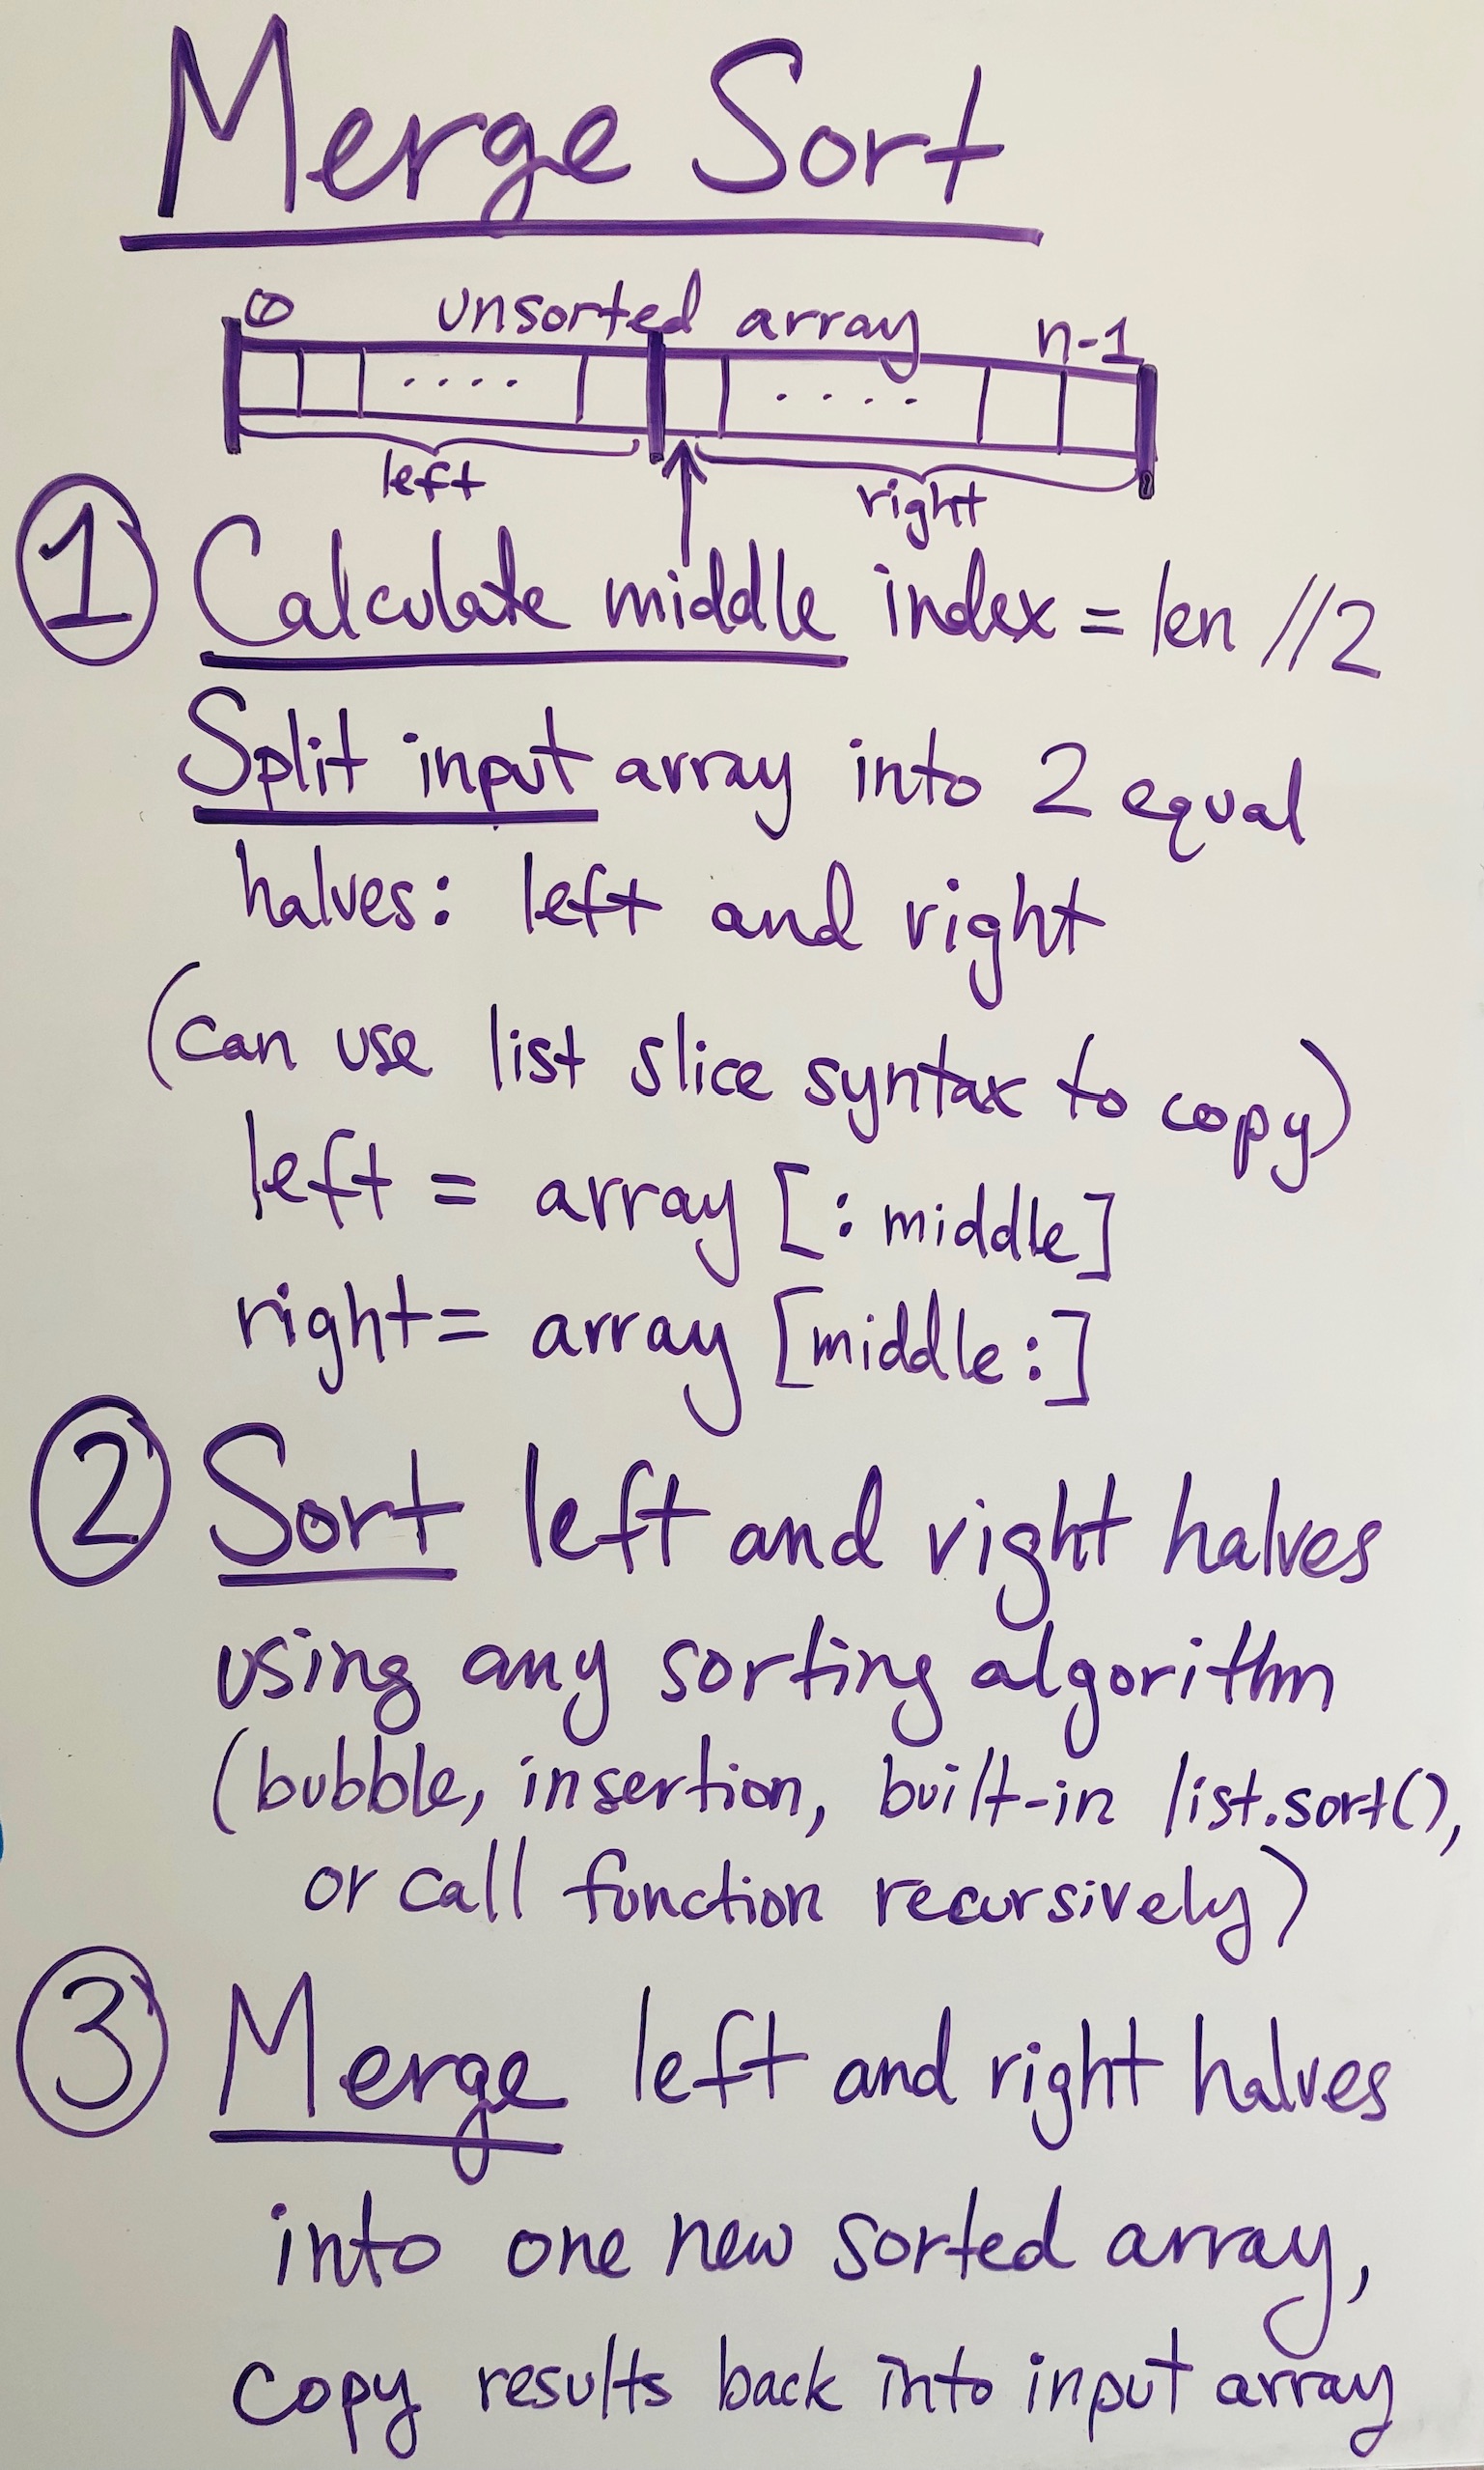 Merge Sort
0 unsorted array n-1
.... ....
left right
1 Calculate middle index = len //2
Split input array into 2 equal
halves: left and right
(can use list slice syntax to copy)
left = array [:middle]
right = array [middle:]
2 Sort left and right halves
using any sorting algorithm
(bubble, insertion, built-in list.sort(),
or call function recursively)
3 Merge left and right halves
into one new sorted array,
copy results back into input array